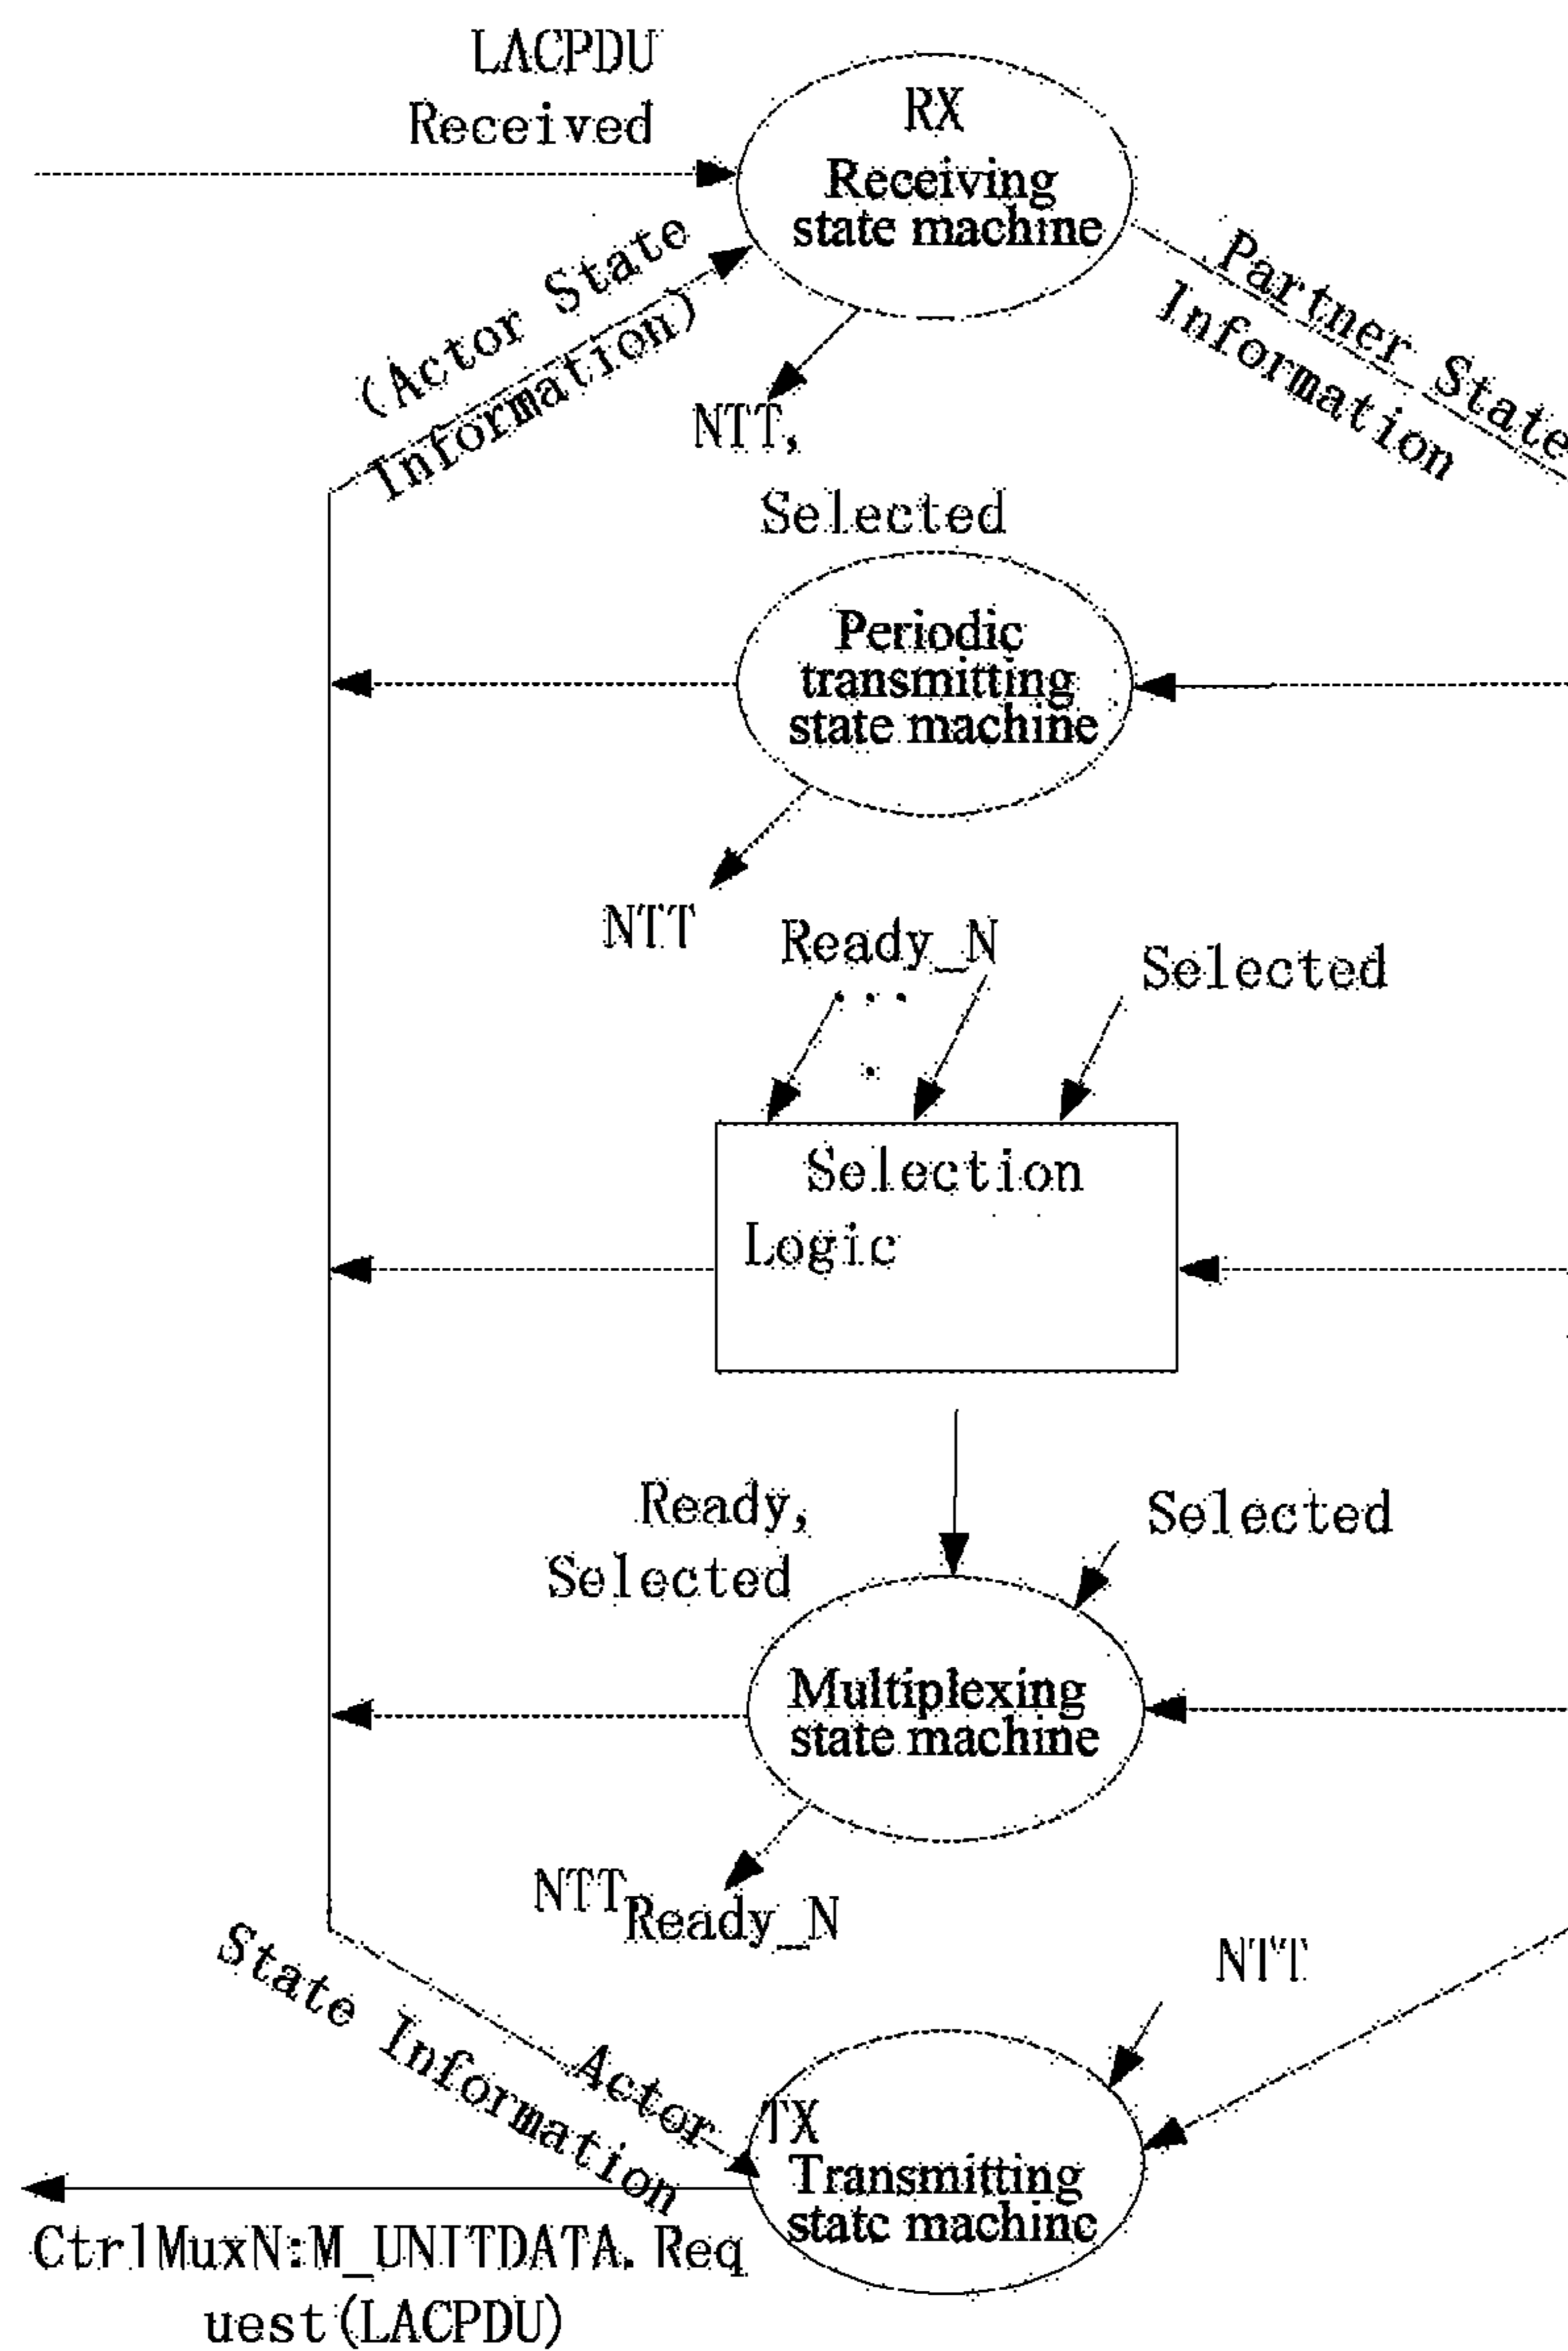 LACPDU
Received
RX
Receiving
state machine
(Actor State
Information)
Partner State
Information
NTT,
Selected
Periodic
transmitting
state machine
NTT
Ready_N
Selected
Selection
Logic
Ready,
Selected
Selected
Multiplexing
state machine
NTT
Ready_N
NTT
Actor
State Information
TX
Transmitting
state machine
CtrlMuxN:M_UNITDATA.Req
uest(LACPDU)